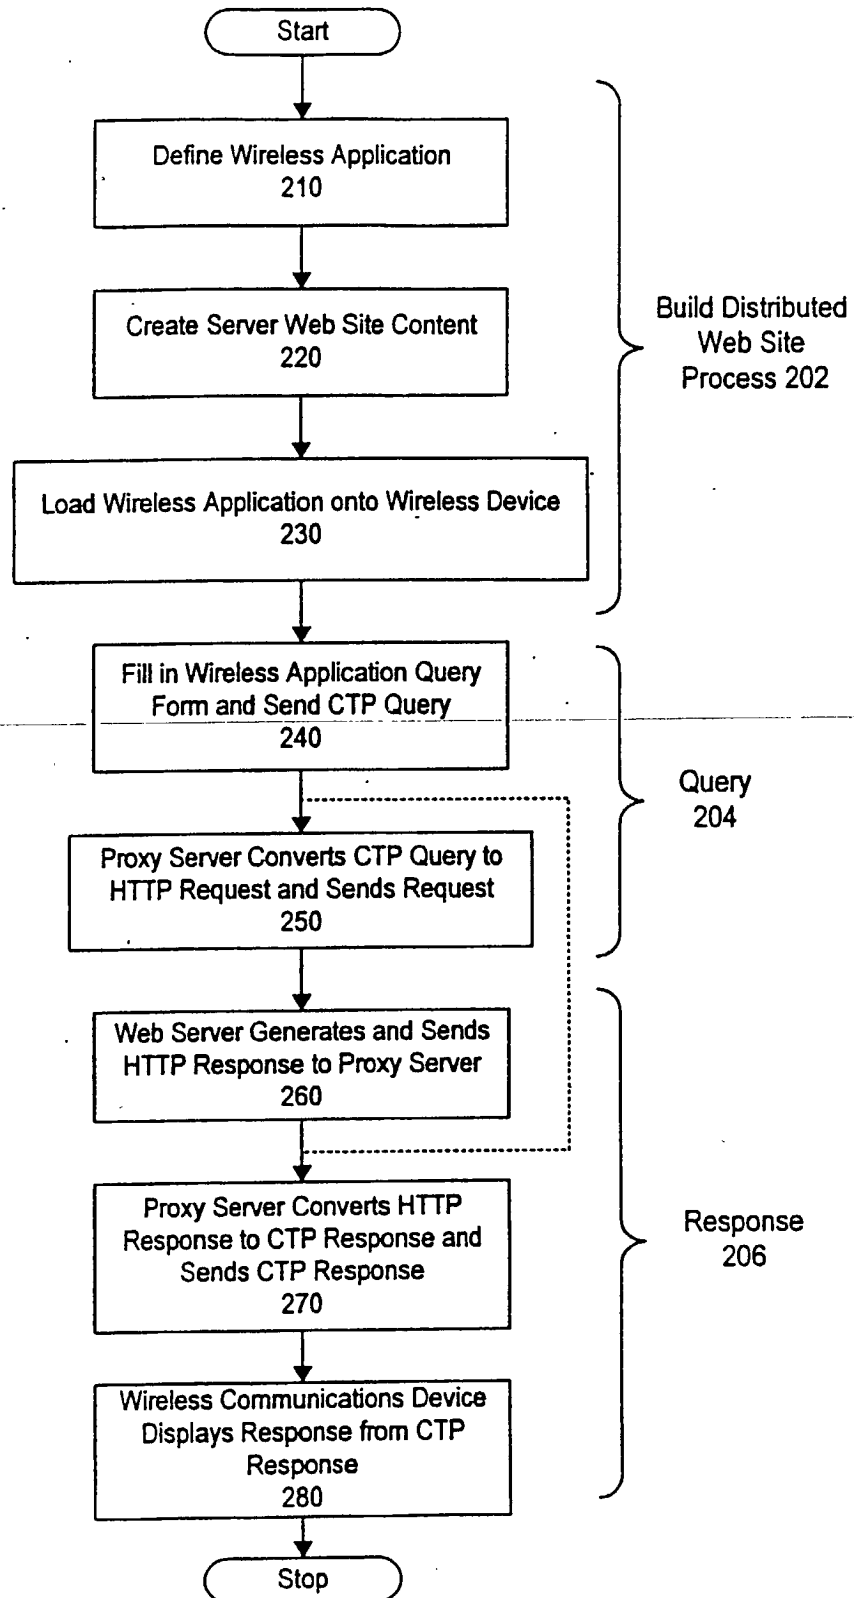 Start
Define Wireless Application
210
Create Server Web Site Content
220
Build Distributed
Web Site
Process 202
Load Wireless Application onto Wireless Device
230
Fill in Wireless Application Query
Form and Send CTP Query
240
Query
204
Proxy Server Converts CTP Query to
HTTP Request and Sends Request
250
Web Server Generates and Sends
HTTP Response to Proxy Server
260
Proxy Server Converts HTTP
Response to CTP Response and
Sends CTP Response
270
Response
206
Wireless Communications Device
Displays Response from CTP
Response
280
Stop